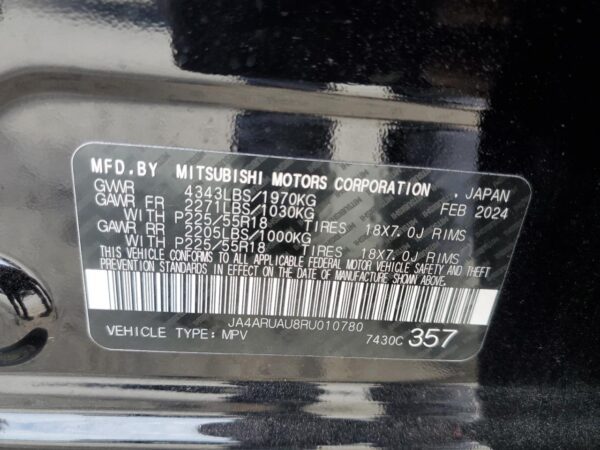 MFD.BY MITSUBISHI MOTORS CORPORATION , JAPAN
GVWR 4343LBS/1970KG FEB 2024
GAWR FR 2271LBS/1030KG
WITH P225/55R18 TIRES 18X7.0J RIMS
GAWR RR 2205LBS/1000KG
WITH P225/55R18 TIRES 18X7.0J RIMS
THIS VEHICLE CONFORMS TO ALL APPLICABLE FEDERAL MOTOR VEHICLE SAFETY AND THEFT
PREVENTION STANDARDS IN EFFECT ON THE DATE OF MANUFACTURE SHOWN ABOVE.
JA4ARUAU8RU010780
VEHICLE TYPE: MPV 7430C 357